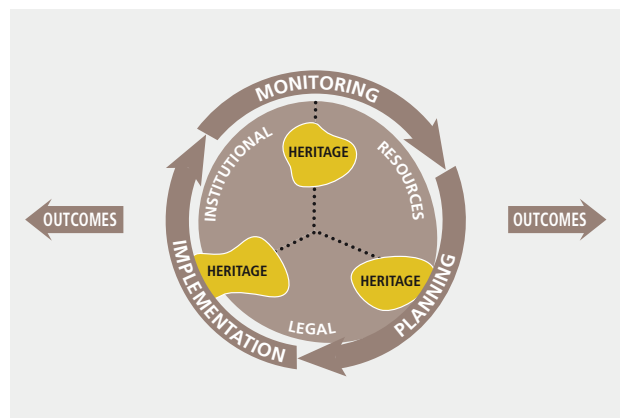 MONITORING
INSTITUTIONAL
HERITAGE
RESOURCES
OUTCOMES
OUTCOMES
HERITAGE
HERITAGE
IMPLEMENTATION
PLANNING
LEGAL